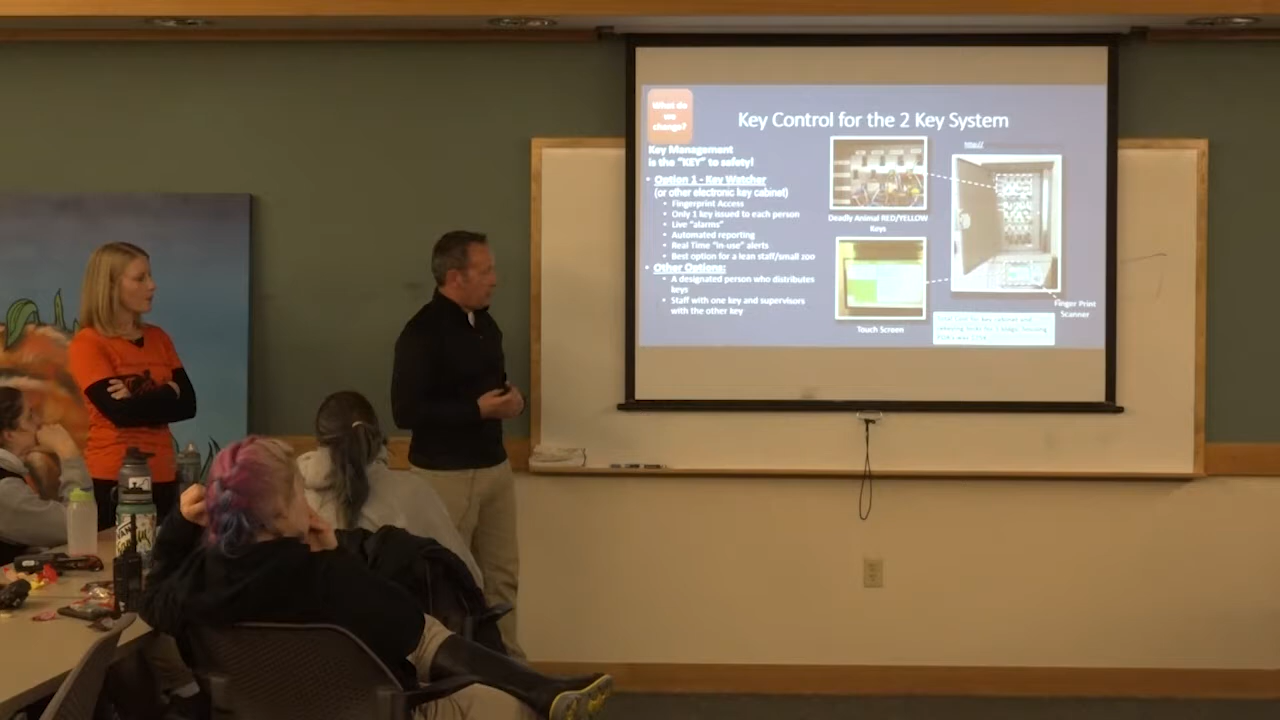 What do
we
change?
Key Control for the 2 Key System
Key Management
is the "KEY" to safety!
http://
• Option 1 - Key Watcher
(or other electronic key cabinet)
• Fingerprint Access
• Only 1 key issued to each person
• Live "alarms"
• Automated reporting
• Real Time "in-use" alerts
• Best option for a lean staff/small zoo
• Other Options:
• A designated person who distributes
keys
• Staff with one key and supervisors
with the other key
Deadly Animal RED/YELLOW
Keys
Touch Screen
Finger Print
Scanner